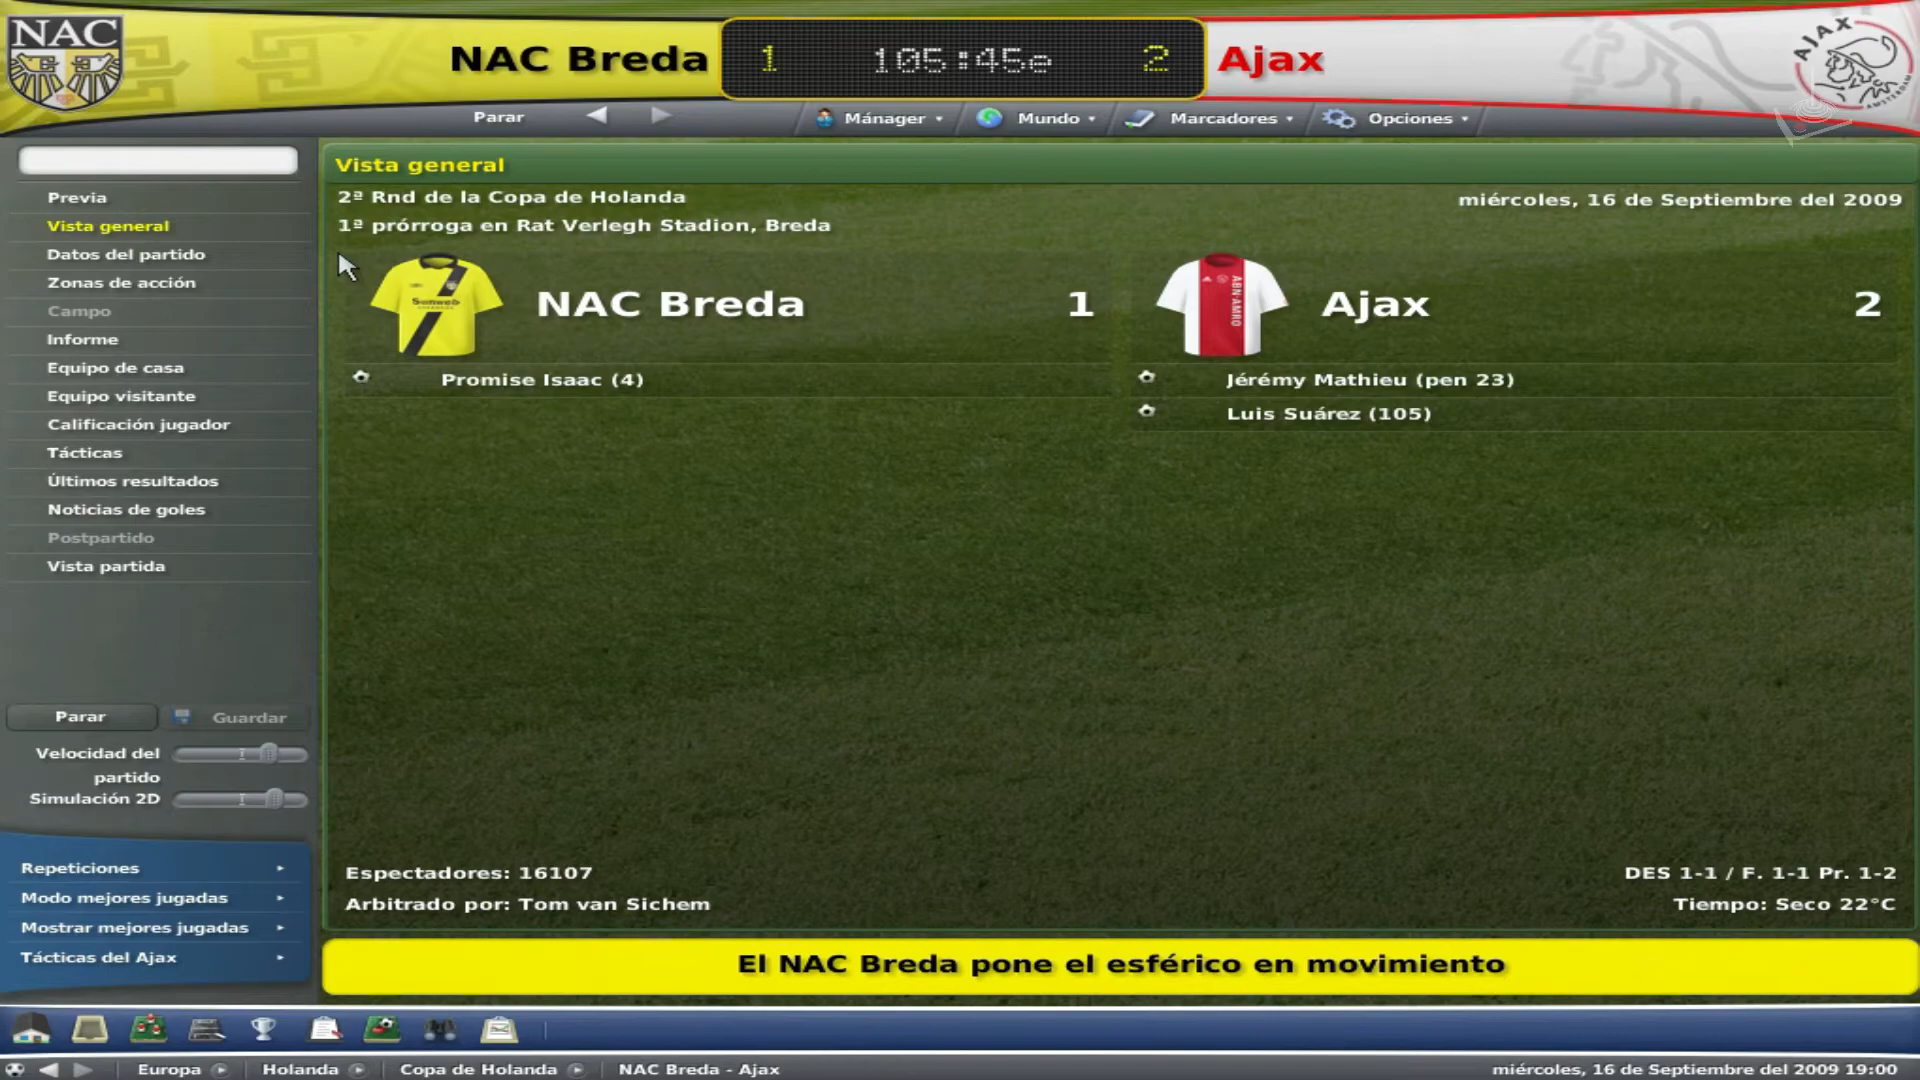 NAC
NAC Breda 1 105:45e 2 Ajax
AJAX
AMSTERDAM
Parar Mánager Mundo Marcadores Opciones
Vista general
2ª Rnd de la Copa de Holanda
miércoles, 16 de Septiembre del 2009
1ª prórroga en Rat Verlegh Stadion, Breda
Previa
Vista general
Datos del partido
Zonas de acción
Campo
Informe
Equipo de casa
Equipo visitante
Calificación jugador
Tácticas
Últimos resultados
Noticias de goles
Postpartido
Vista partida
Sunweb
NAC Breda 1
ABN·AMRO
Ajax 2
Promise Isaac (4)
Jérémy Mathieu (pen 23)
Luis Suárez (105)
Parar Guardar
Velocidad del
partido
Simulación 2D
Repeticiones
Modo mejores jugadas
Mostrar mejores jugadas
Tácticas del Ajax
Espectadores: 16107
DES 1-1 / F. 1-1 Pr. 1-2
Arbitrado por: Tom van Sichem
Tiempo: Seco 22°C
El NAC Breda pone el esférico en movimiento
Europa Holanda Copa de Holanda NAC Breda - Ajax
miércoles, 16 de Septiembre del 2009 19:00